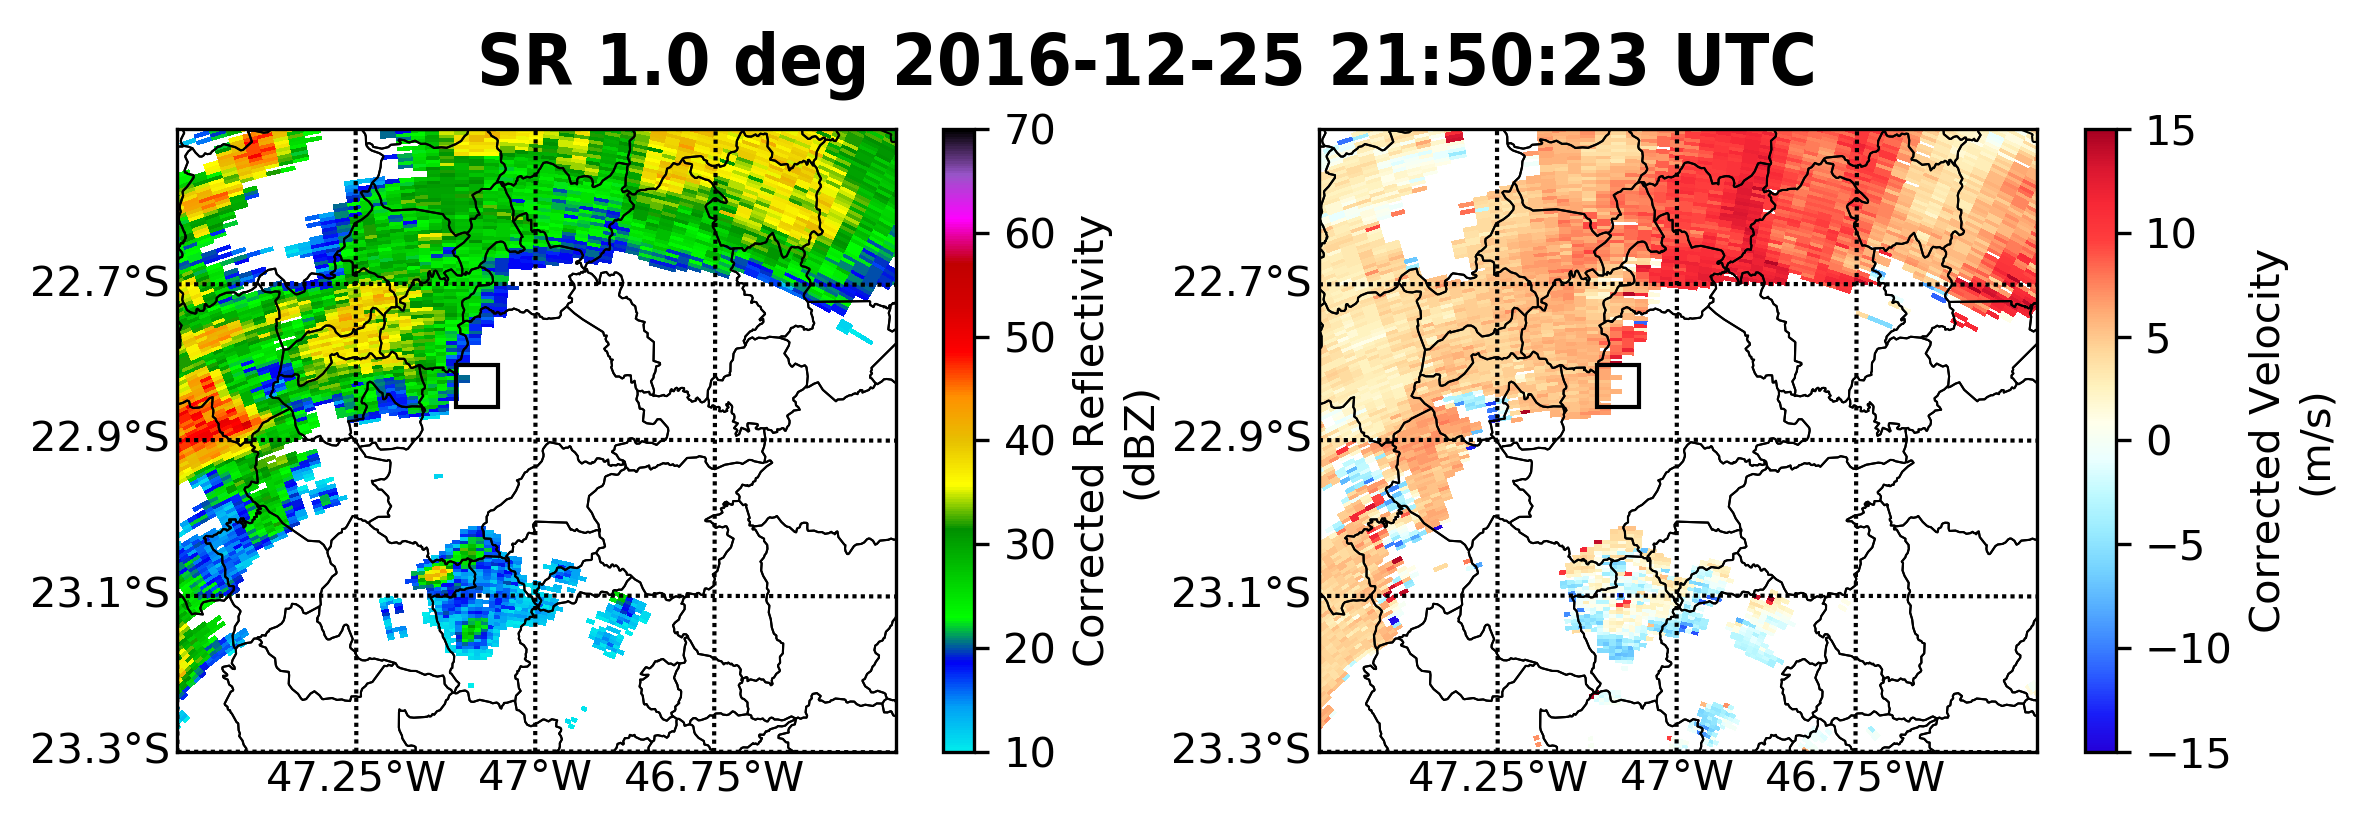 SR 1.0 deg 2016-12-25 21:50:23 UTC
22.7°S
22.9°S
23.1°S
23.3°S
47.25°W 47°W 46.75°W
70
60
50
40
30
20
10
Corrected Reflectivity
(dBZ)
22.7°S
22.9°S
23.1°S
23.3°S
47.25°W 47°W 46.75°W
15
10
5
0
−5
−10
−15
Corrected Velocity
(m/s)